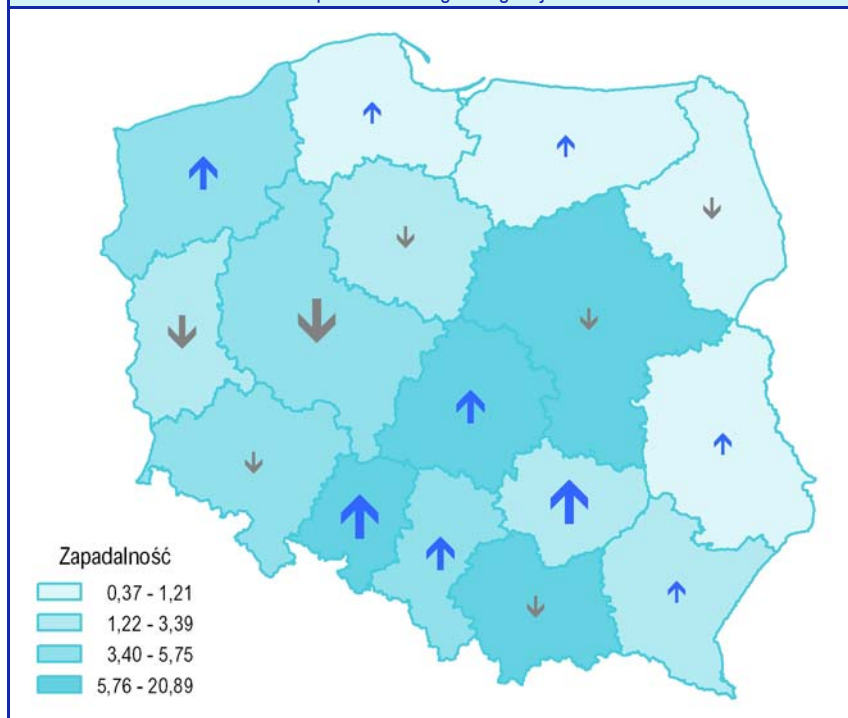 Zapadalność
0,37 - 1,21
1,22 - 3,39
3,40 - 5,75
5,76 - 20,89